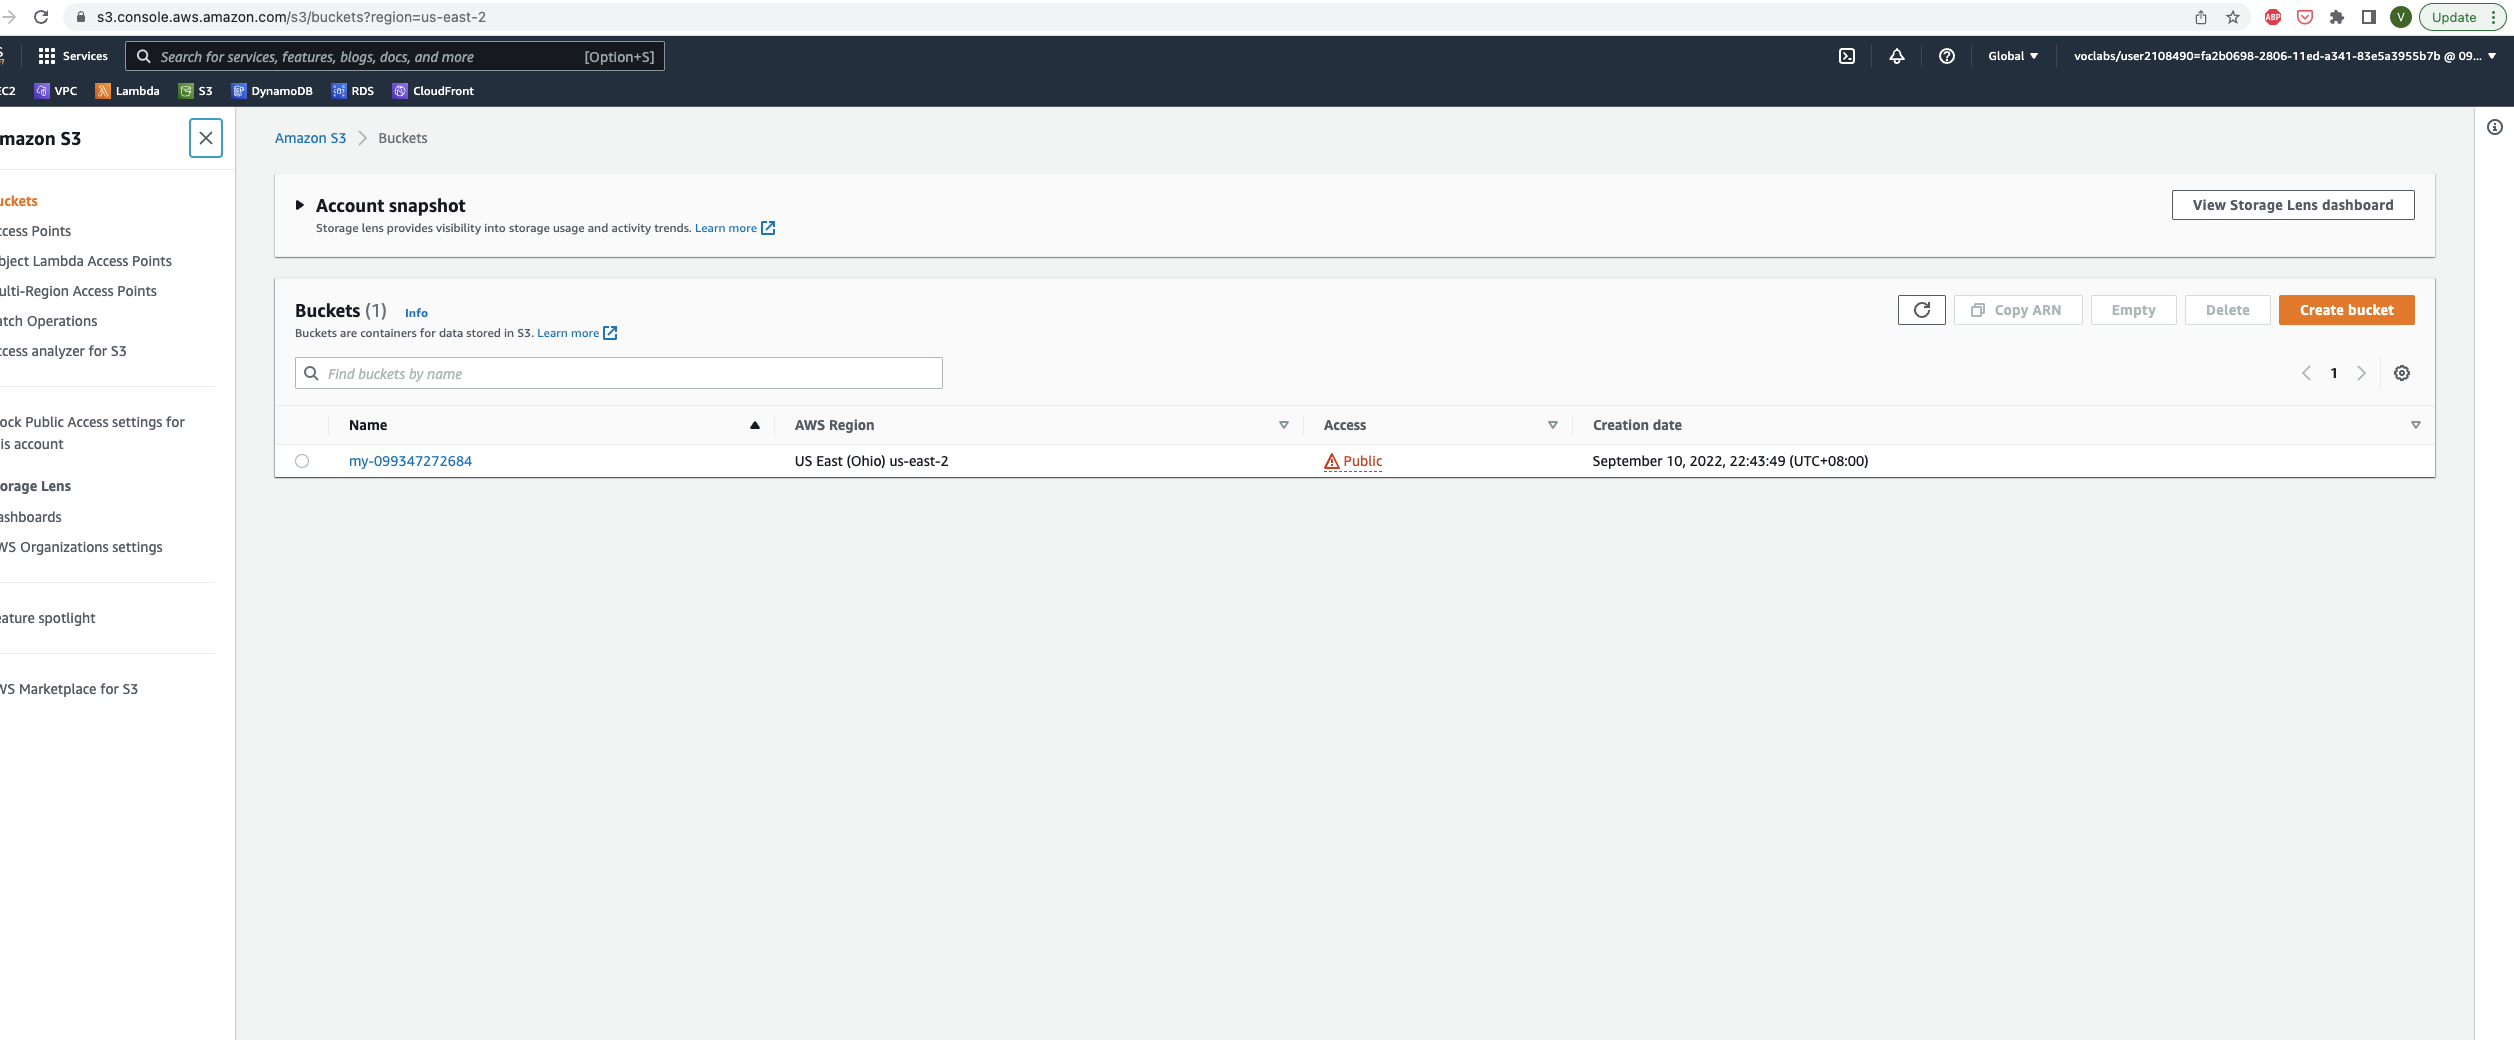 s3.console.aws.amazon.com/s3/buckets?region=us-east-2
ABP
V
Update
Services
Search for services, features, blogs, docs, and more
[Option+S]
Global
voclabs/user2108490=fa2b0698-2806-11ed-a341-83e5a3955b7b @ 09...
C2
VPC
Lambda
S3
DynamoDB
RDS
CloudFront
mazon S3
uckets
ccess Points
bject Lambda Access Points
ulti-Region Access Points
atch Operations
ccess analyzer for S3
ock Public Access settings for
is account
orage Lens
ashboards
WS Organizations settings
eature spotlight
WS Marketplace for S3
Amazon S3
Buckets
Account snapshot
Storage lens provides visibility into storage usage and activity trends. Learn more
View Storage Lens dashboard
Buckets (1)
Info
Buckets are containers for data stored in S3. Learn more
Copy ARN
Empty
Delete
Create bucket
Find buckets by name
1
Name
AWS Region
Access
Creation date
my-099347272684
US East (Ohio) us-east-2
Public
September 10, 2022, 22:43:49 (UTC+08:00)